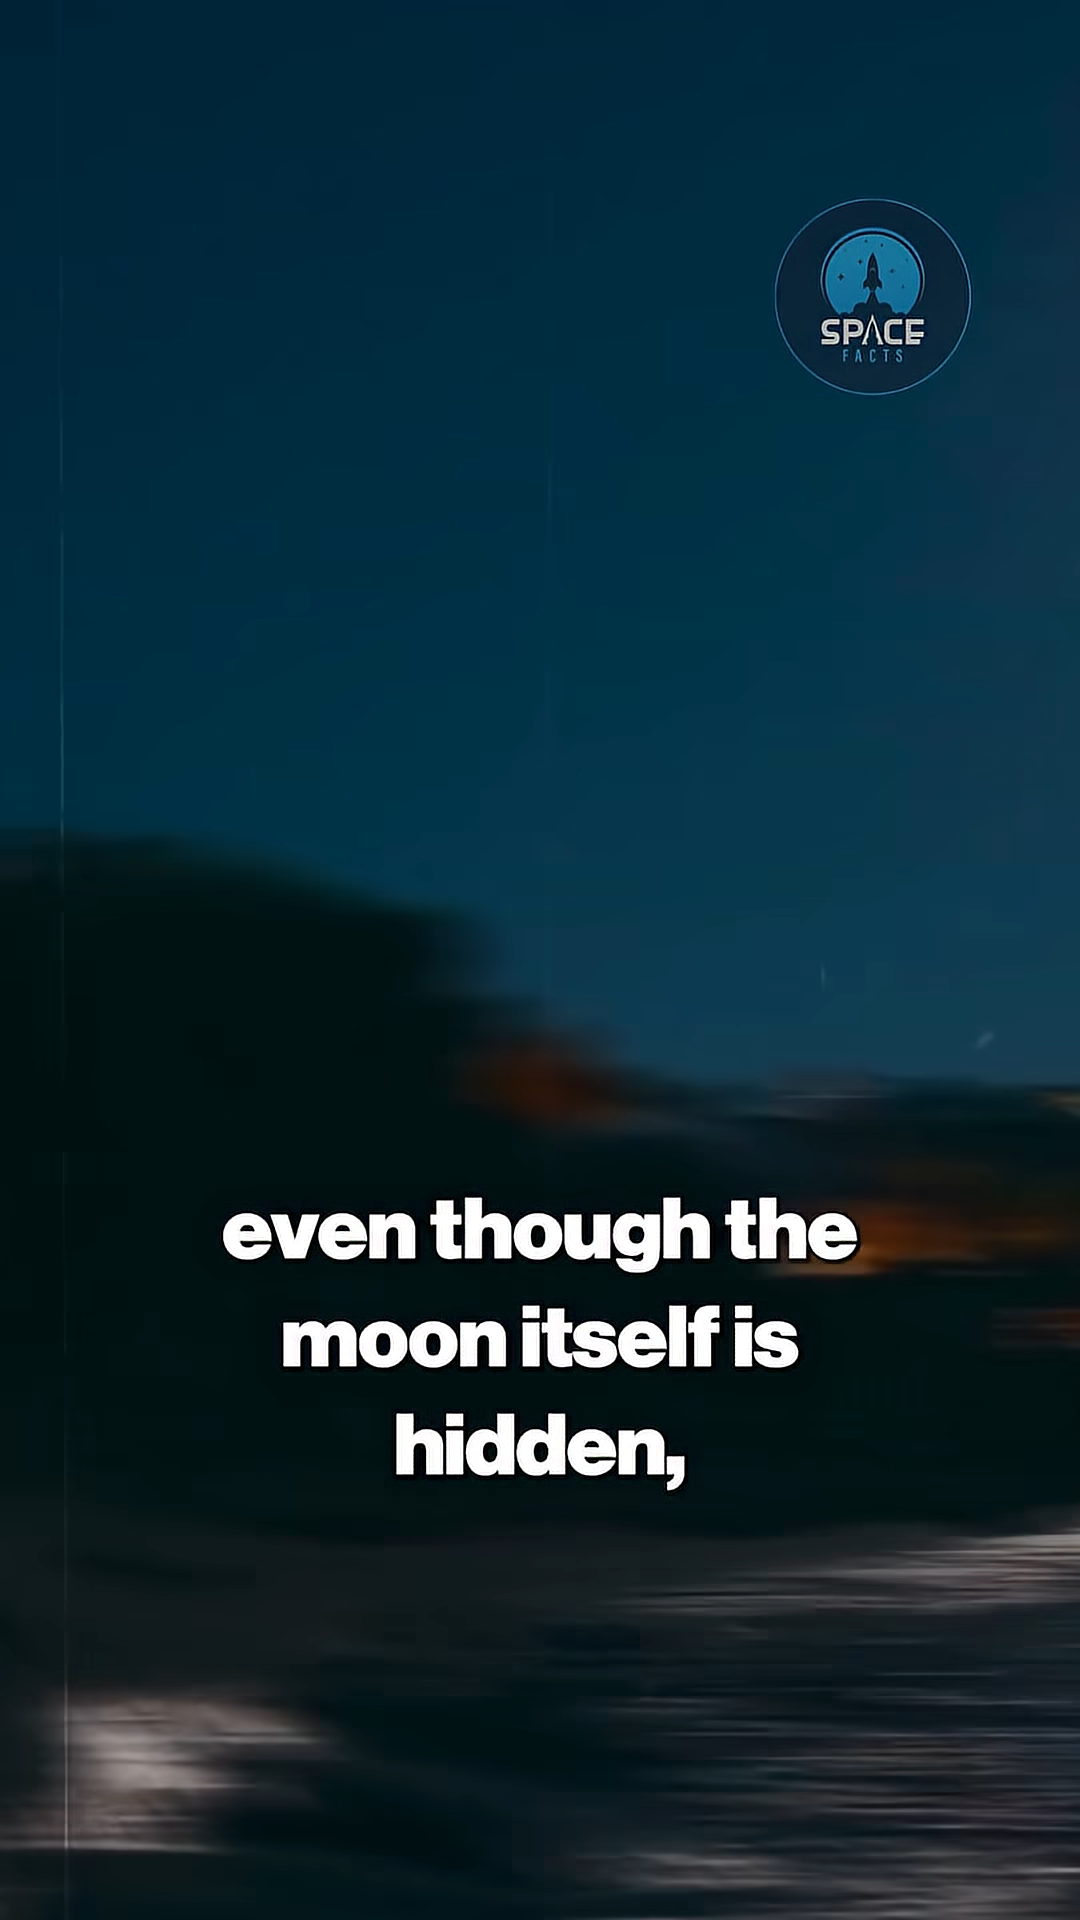 SPACE
FACTS
even though the
moon itself is
hidden,